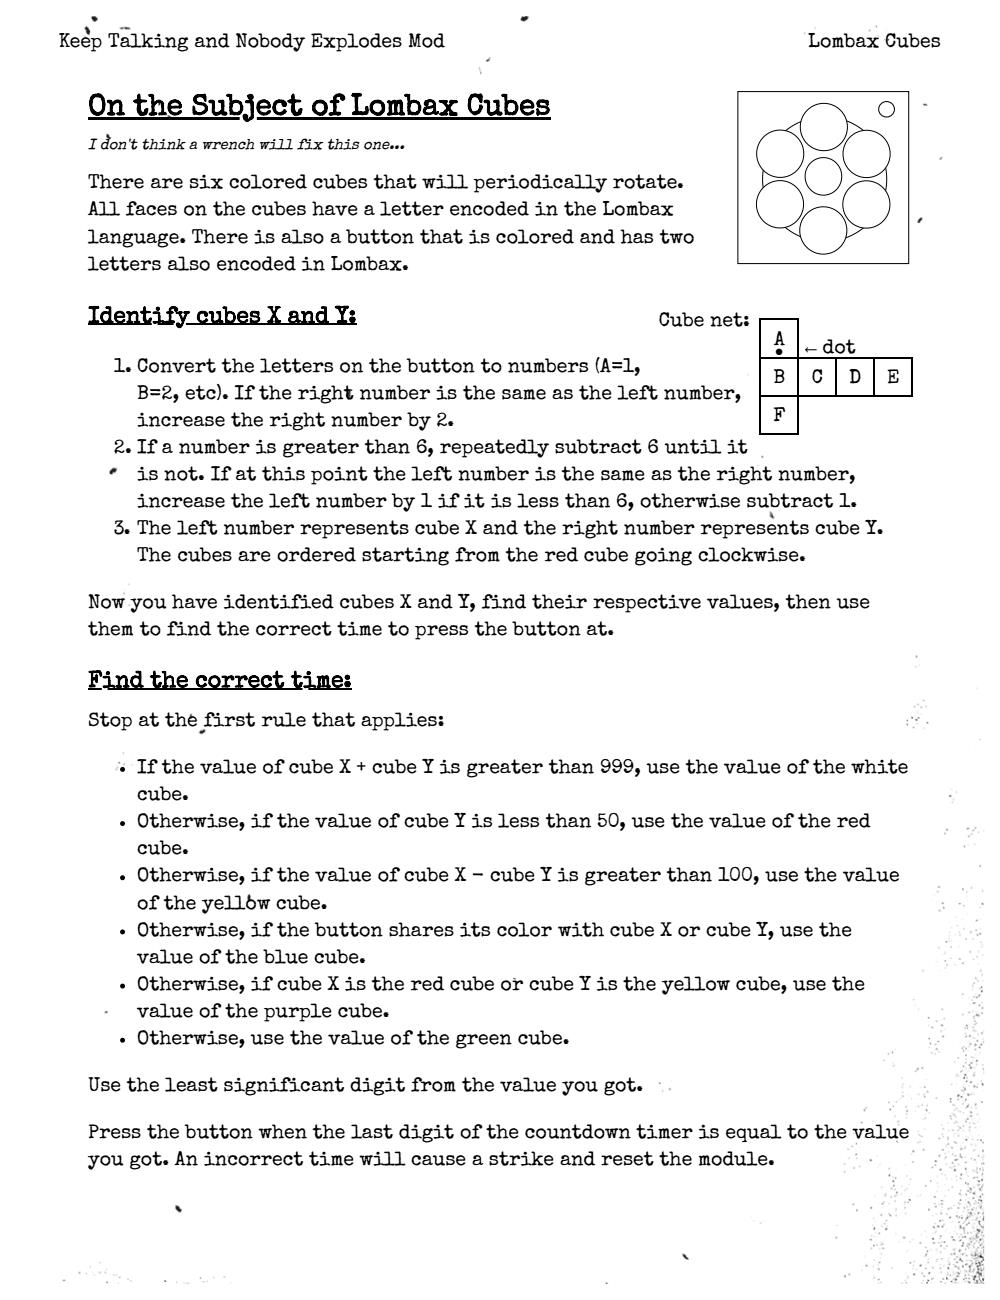 Keep Talking and Nobody Explodes Mod
Lombax Cubes
On the Subject of Lombax Cubes
I don't think a wrench will fix this one...
There are six colored cubes that will periodically rotate.
All faces on the cubes have a letter encoded in the Lombax
language. There is also a button that is colored and has two
letters also encoded in Lombax.
Identify cubes X and Y:
Cube net:
A
← dot
B C D E
F
1. Convert the letters on the button to numbers (A=1,
B=2, etc). If the right number is the same as the left number,
increase the right number by 2.
2. If a number is greater than 6, repeatedly subtract 6 until it
is not. If at this point the left number is the same as the right number,
increase the left number by 1 if it is less than 6, otherwise subtract 1.
3. The left number represents cube X and the right number represents cube Y.
The cubes are ordered starting from the red cube going clockwise.
Now you have identified cubes X and Y, find their respective values, then use
them to find the correct time to press the button at.
Find the correct time:
Stop at the first rule that applies:
• If the value of cube X + cube Y is greater than 999, use the value of the white
cube.
• Otherwise, if the value of cube Y is less than 50, use the value of the red
cube.
• Otherwise, if the value of cube X − cube Y is greater than 100, use the value
of the yellow cube.
• Otherwise, if the button shares its color with cube X or cube Y, use the
value of the blue cube.
• Otherwise, if cube X is the red cube or cube Y is the yellow cube, use the
value of the purple cube.
• Otherwise, use the value of the green cube.
Use the least significant digit from the value you got.
Press the button when the last digit of the countdown timer is equal to the value
you got. An incorrect time will cause a strike and reset the module.